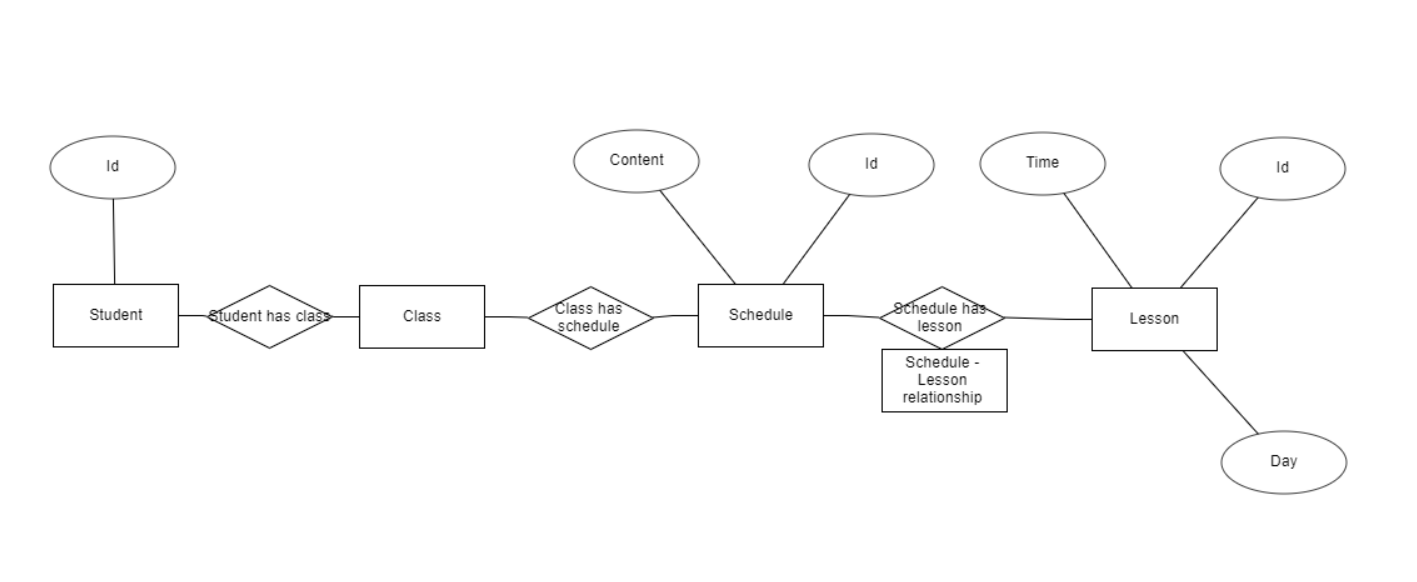 Id
Content
Id
Time
Id
Student
Student has class
Class
Class has
schedule
Schedule
Schedule has
lesson
Lesson
Schedule -
Lesson
relationship
Day